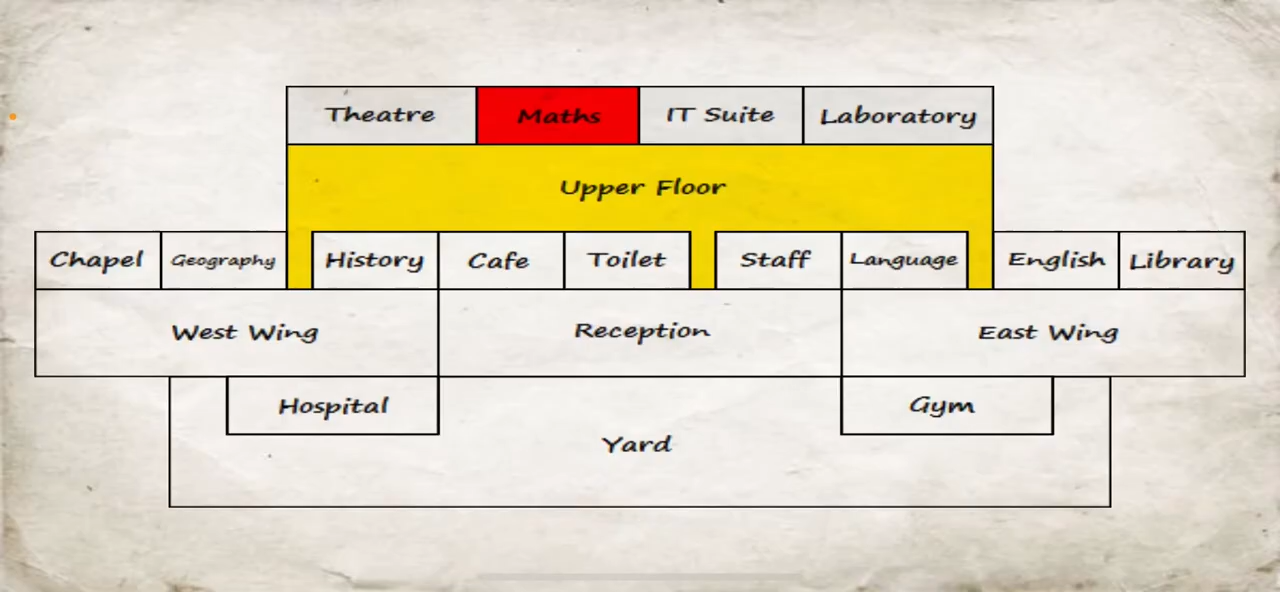 Theatre Maths IT Suite Laboratory
Upper Floor
Chapel Geography History Cafe Toilet Staff Language English Library
West Wing Reception East Wing
Hospital Gym
Yard